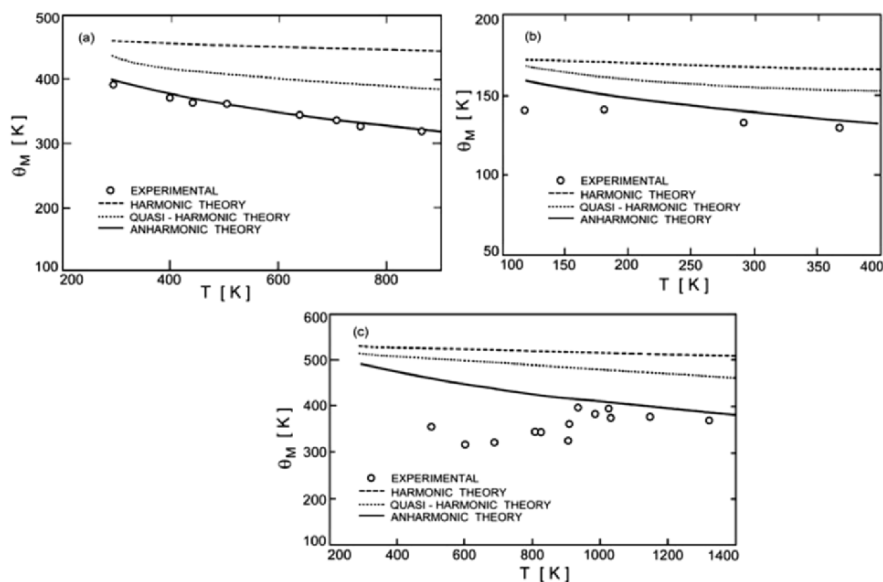 (a)
500
400
300
400
100
θM [ K ]
EXPERIMENTAL
HARMONIC THEORY
QUASI - HARMONIC THEORY
ANHARMONIC THEORY
200 400 600 800
T [ K ]
(b)
200
150
100
100
50
θM [ K ]
EXPERIMENTAL
HARMONIC THEORY
QUASI - HARMONIC THEORY
ANHARMONIC THEORY
100 150 200 250 300 350 400
T [ K ]
(c)
600
500
400
300
200
100
θM [ K ]
EXPERIMENTAL
HARMONIC THEORY
QUASI - HARMONIC THEORY
ANHARMONIC THEORY
200 400 600 800 1000 1200 1400
T [ K ]